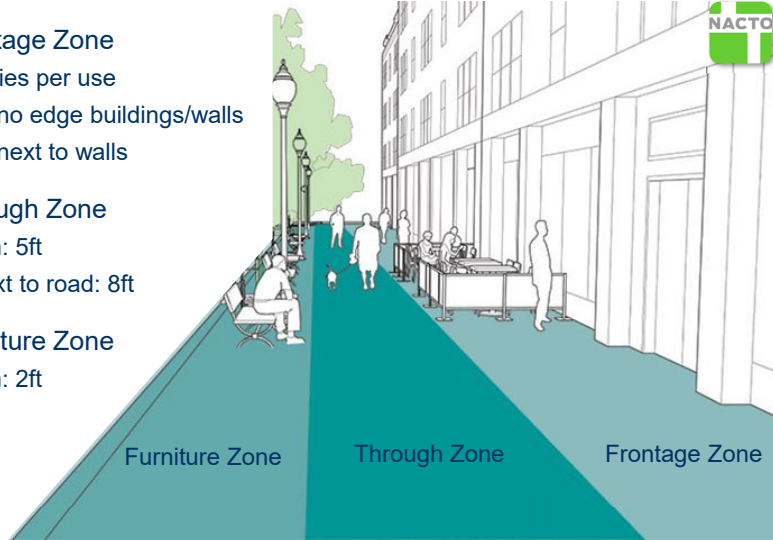 tage Zone
ies per use
no edge buildings/walls
next to walls
ugh Zone
: 5ft
xt to road: 8ft
ture Zone
: 2ft
Furniture Zone
Through Zone
Frontage Zone
NACTO